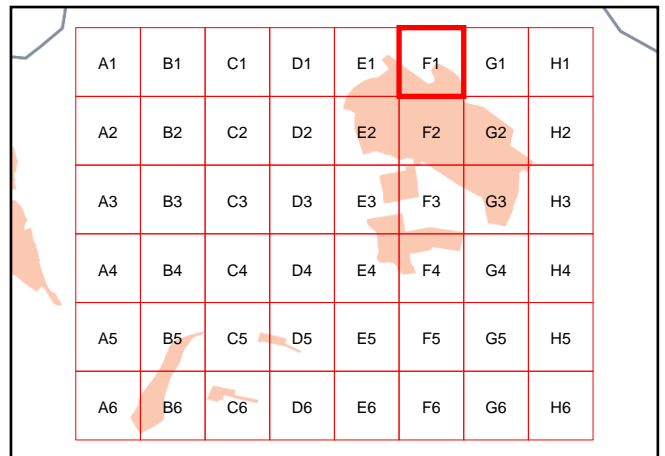 A1 B1 C1 D1 E1 F1 G1 H1
A2 B2 C2 D2 E2 F2 G2 H2
A3 B3 C3 D3 E3 F3 G3 H3
A4 B4 C4 D4 E4 F4 G4 H4
A5 B5 C5 D5 E5 F5 G5 H5
A6 B6 C6 D6 E6 F6 G6 H6